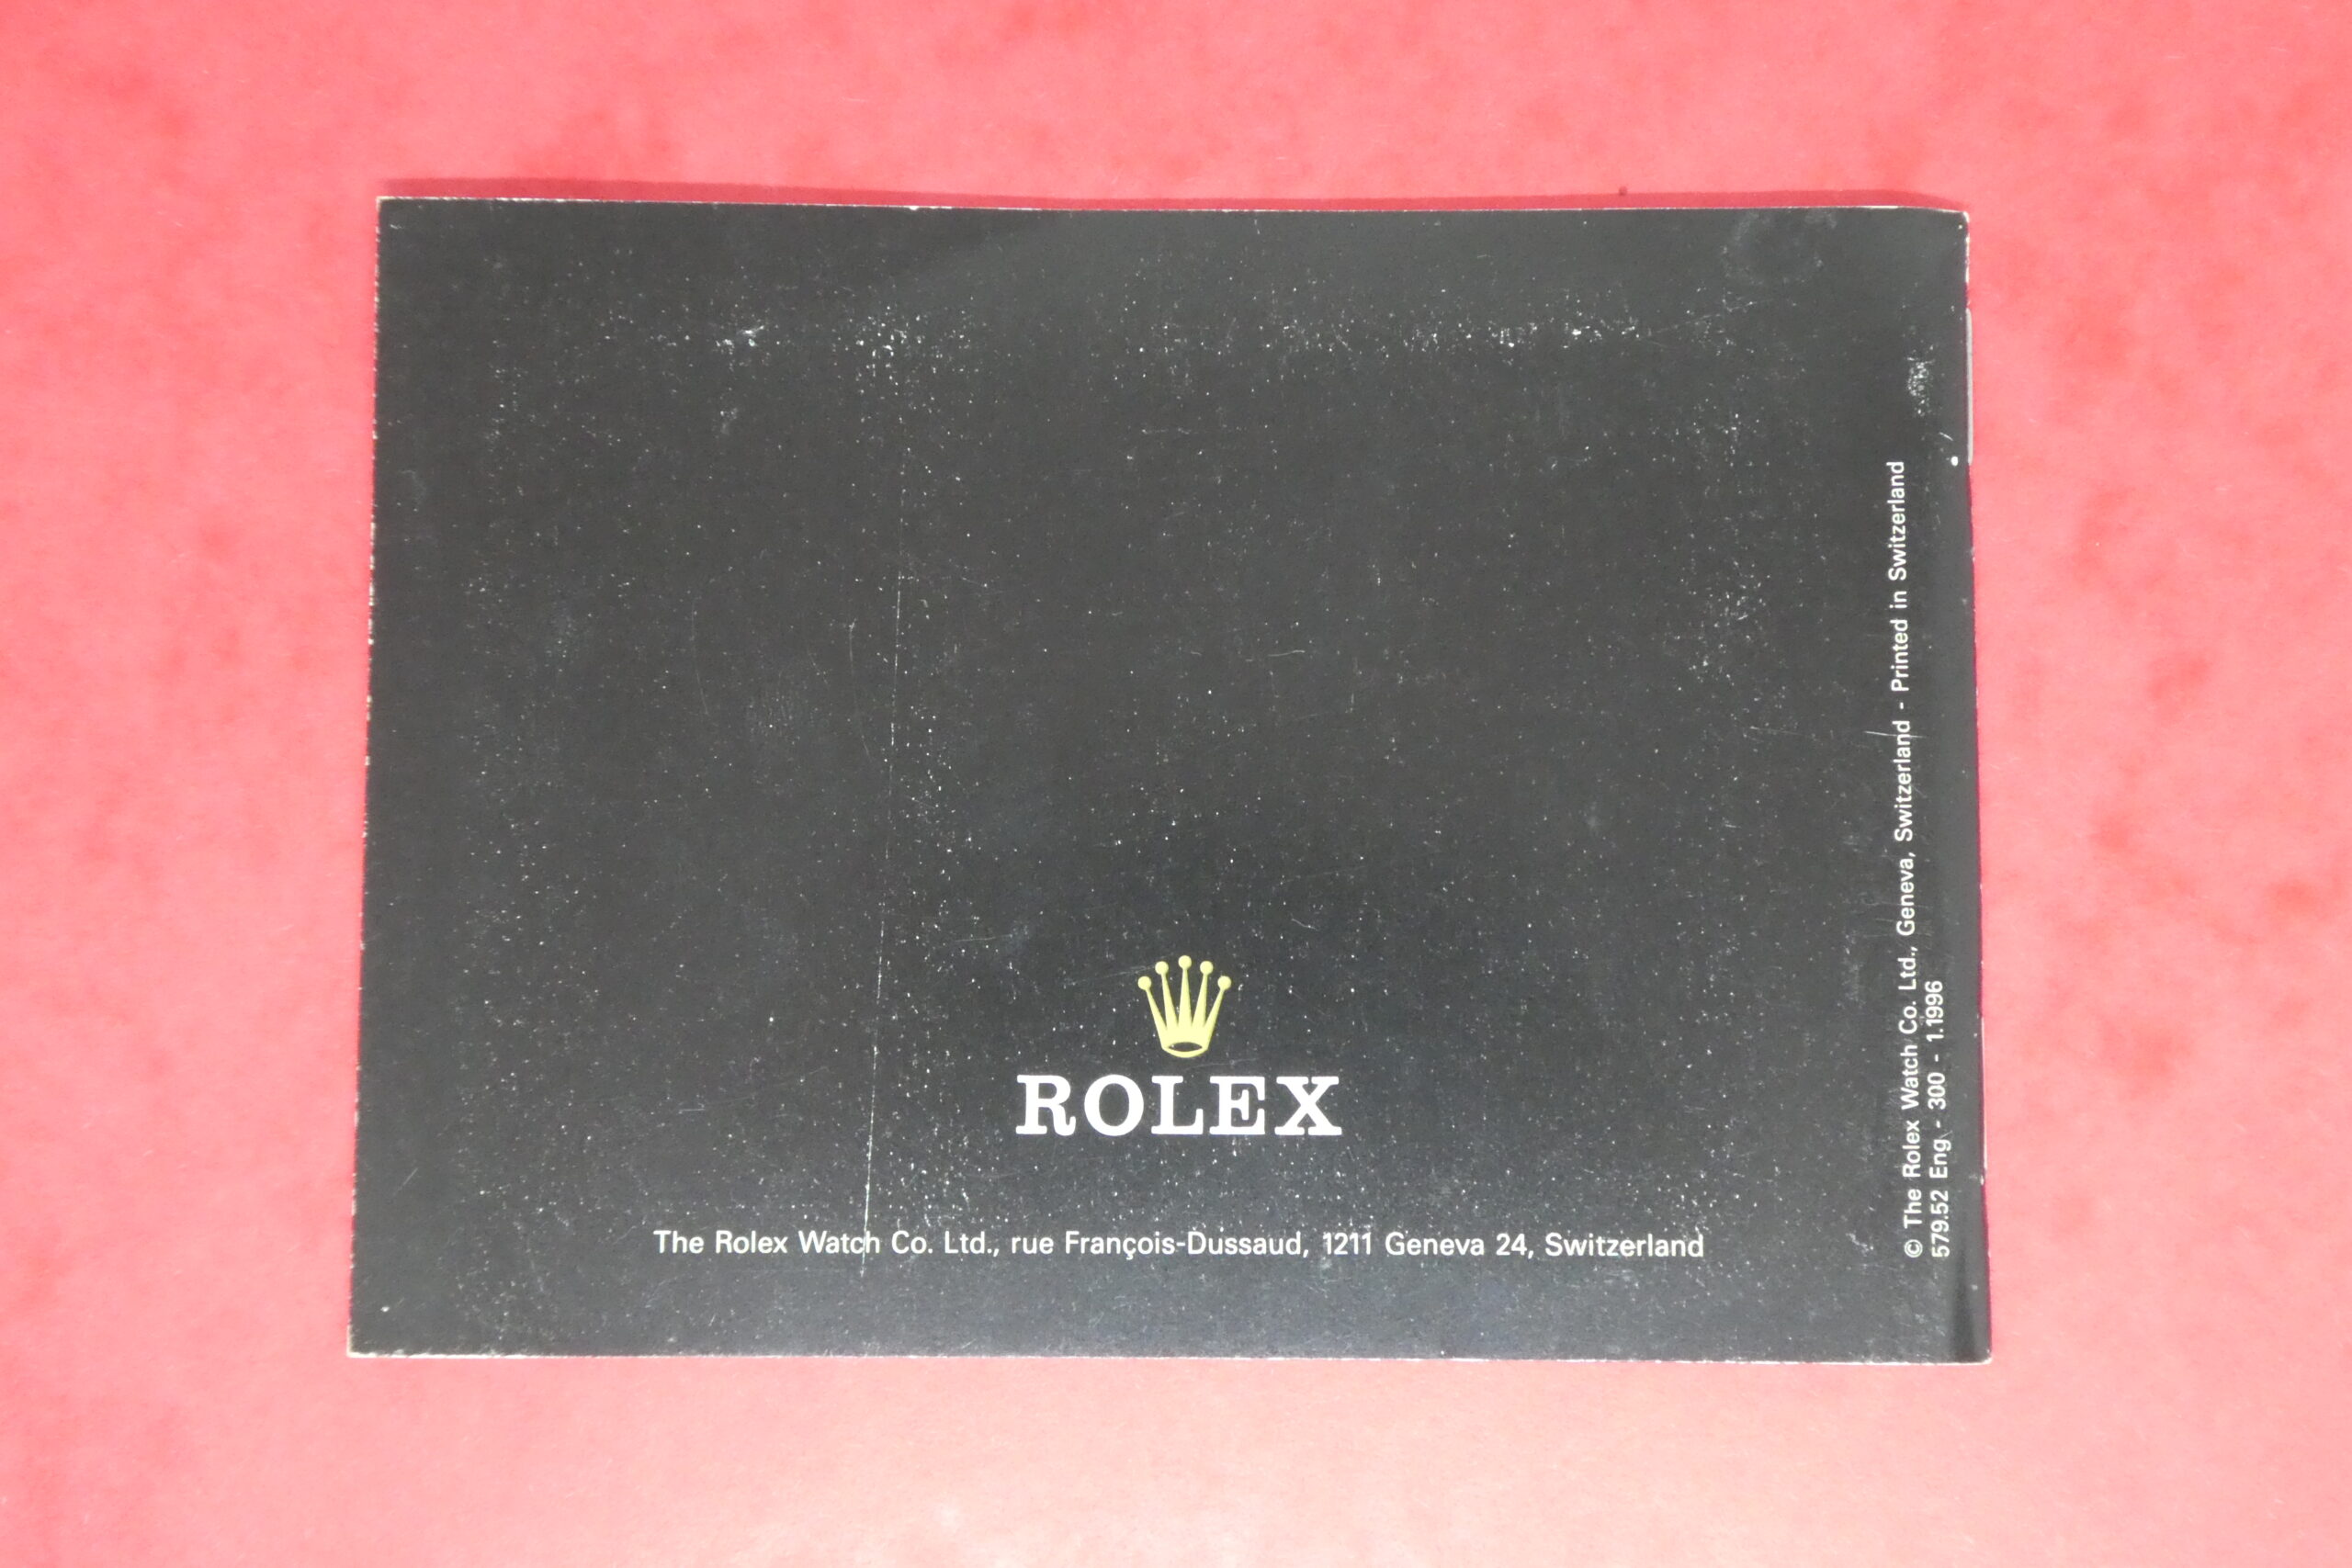 ROLEX
The Rolex Watch Co. Ltd., rue François-Dussaud, 1211 Geneva 24, Switzerland
© The Rolex Watch Co. Ltd., Geneva, Switzerland - Printed in Switzerland
579.52 Eng - 300 - 1.1996